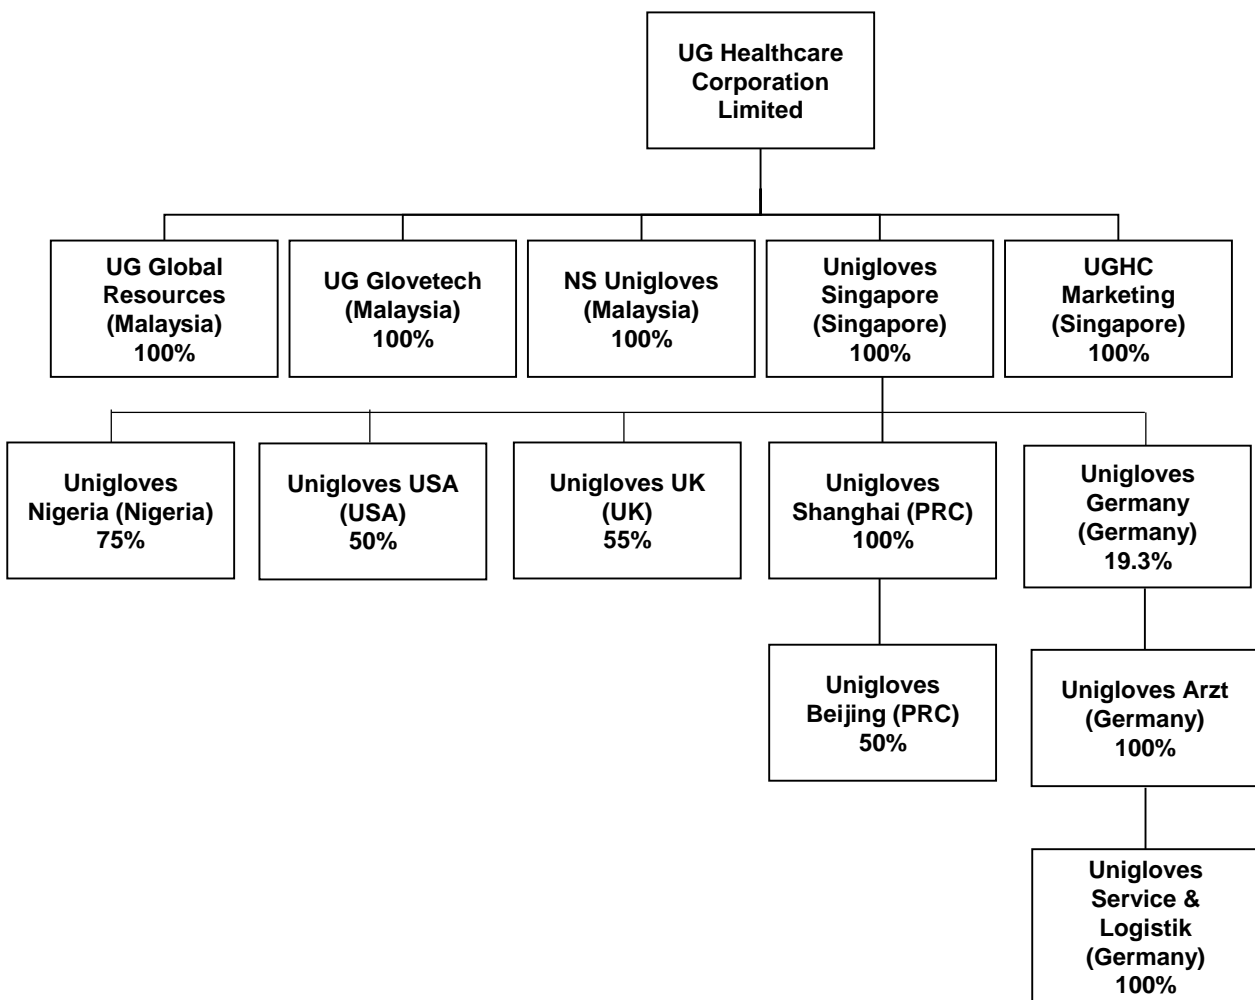 UG Healthcare
Corporation
Limited
UG Global
Resources
(Malaysia)
100%
UG Glovetech
(Malaysia)
100%
NS Unigloves
(Malaysia)
100%
Unigloves
Singapore
(Singapore)
100%
UGHC
Marketing
(Singapore)
100%
Unigloves
Nigeria (Nigeria)
75%
Unigloves USA
(USA)
50%
Unigloves UK
(UK)
55%
Unigloves
Shanghai (PRC)
100%
Unigloves
Germany
(Germany)
19.3%
Unigloves
Beijing (PRC)
50%
Unigloves Arzt
(Germany)
100%
Unigloves
Service &
Logistik
(Germany)
100%